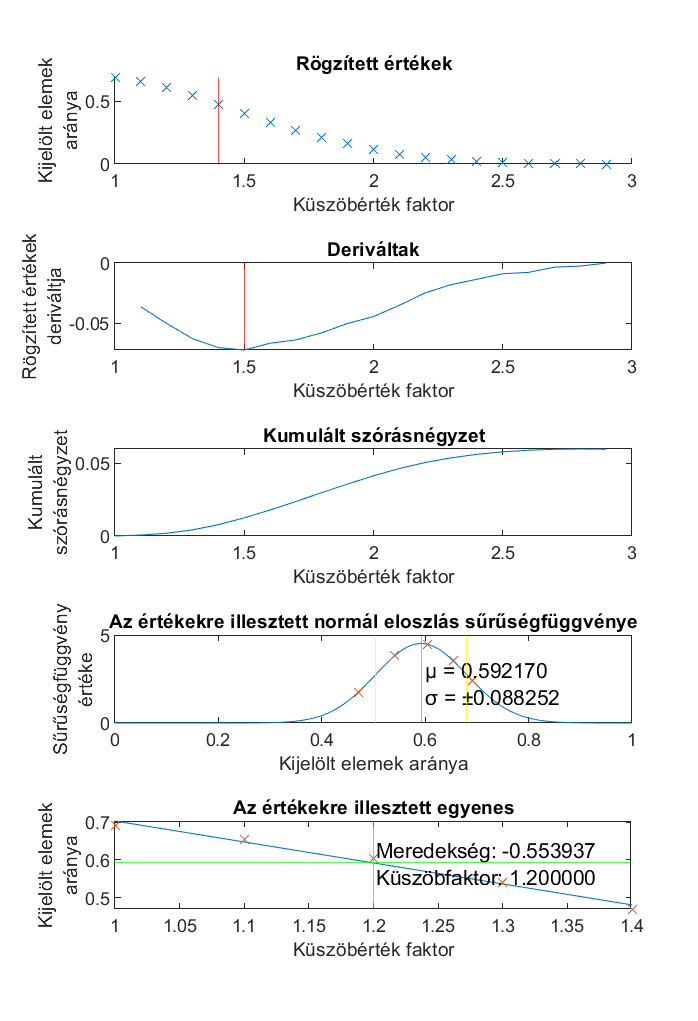 Rögzített értékek
Kijelölt elemek
aránya
0.5
0
1
1.5
2
2.5
3
Küszöbérték faktor
Deriváltak
Rögzített értékek
deriváltja
0
-0.05
1
1.5
2
2.5
3
Küszöbérték faktor
Kumulált szórásnégyzet
Kumulált
szórásnégyzet
0.05
0
1
1.5
2
2.5
3
Küszöbérték faktor
Az értékekre illesztett normál eloszlás sűrűségfüggvénye
Sűrűségfüggvény
értéke
5
0
μ = 0.592170
σ = ±0.088252
0
0.2
0.4
0.6
0.8
1
Kijelölt elemek aránya
Az értékekre illesztett egyenes
Kijelölt elemek
aránya
0.7
0.6
0.5
Meredekség: -0.553937
Küszöbfaktor: 1.200000
1
1.05
1.1
1.15
1.2
1.25
1.3
1.35
1.4
Küszöbérték faktor